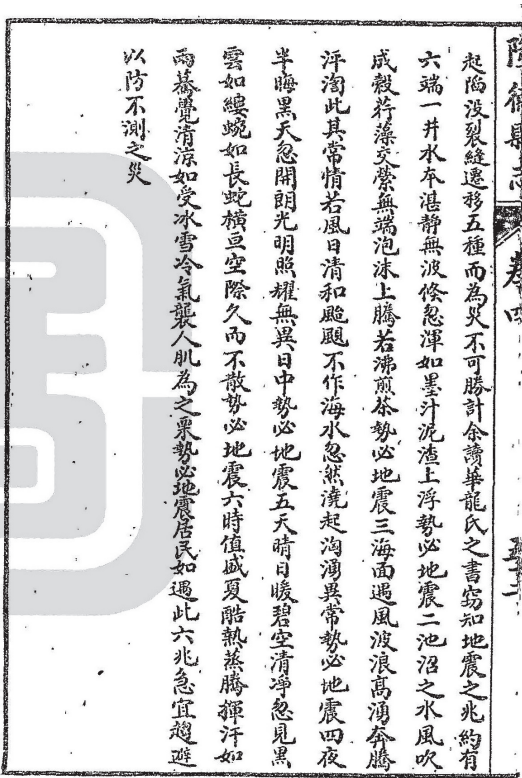 隆德縣志
卷四
起陷没裂縫遷移五種而為災不可勝計余讀華龍氏之書窃知地震之兆約有
六端一井水本湛静無波倏忽渾如墨汁泥渣上浮勢必地震二池沼之水風吹
成縠荇藻交縈無端泡沫上騰若沸煎茶勢必地震三海面遇風波浪高湧奔騰
泙淘此其常情若風日清和颱颶不作海水忽然澆起洶湧異常勢必地震四夜
半晦黑天忽開朗光明照耀無異日中勢必地震五天晴日暖碧空清凈忽見黑
雲如縷蜿如長蛇橫亘空際久而不散勢必地震六時值盛夏酷熱蒸騰揮汗如
雨驀覺清涼如受冰雪冷氣襲人肌為之栗勢必地震居民如遇此六兆急宜趨避
以防不測之災